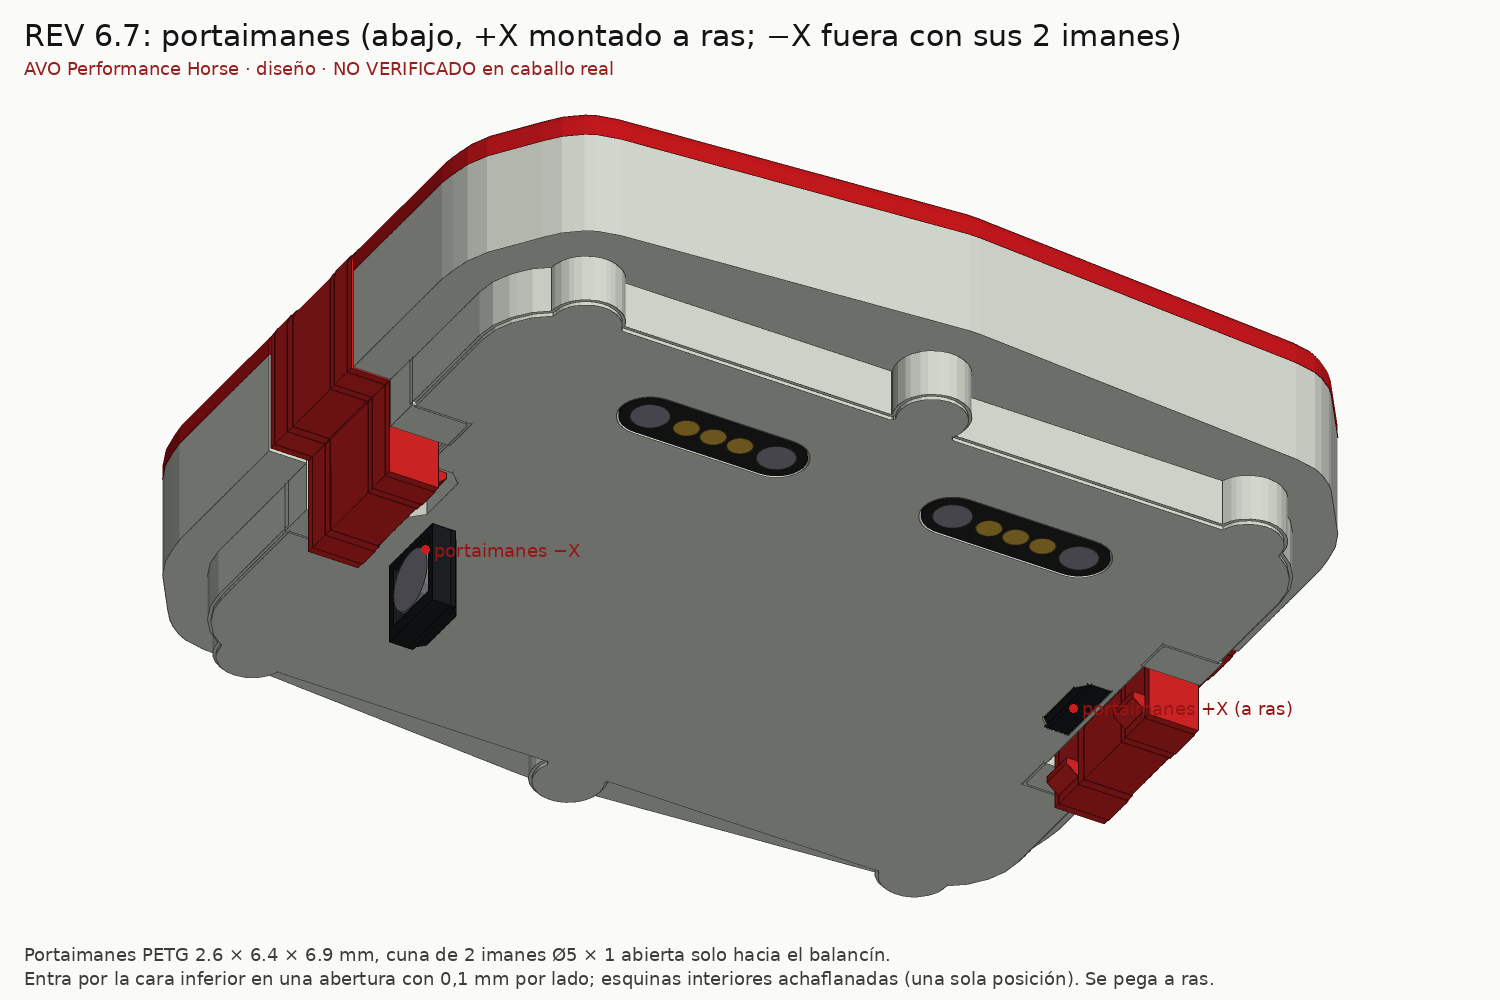 REV 6.7: portaimanes (abajo, +X montado a ras; −X fuera con sus 2 imanes)
AVO Performance Horse · diseño · NO VERIFICADO en caballo real
portaimanes −X
portaimanes +X (a ras)
Portaimanes PETG 2.6 × 6.4 × 6.9 mm, cuna de 2 imanes Ø5 × 1 abierta solo hacia el balancín.
Entra por la cara inferior en una abertura con 0,1 mm por lado; esquinas interiores achaflanadas (una sola posición). Se pega a ras.